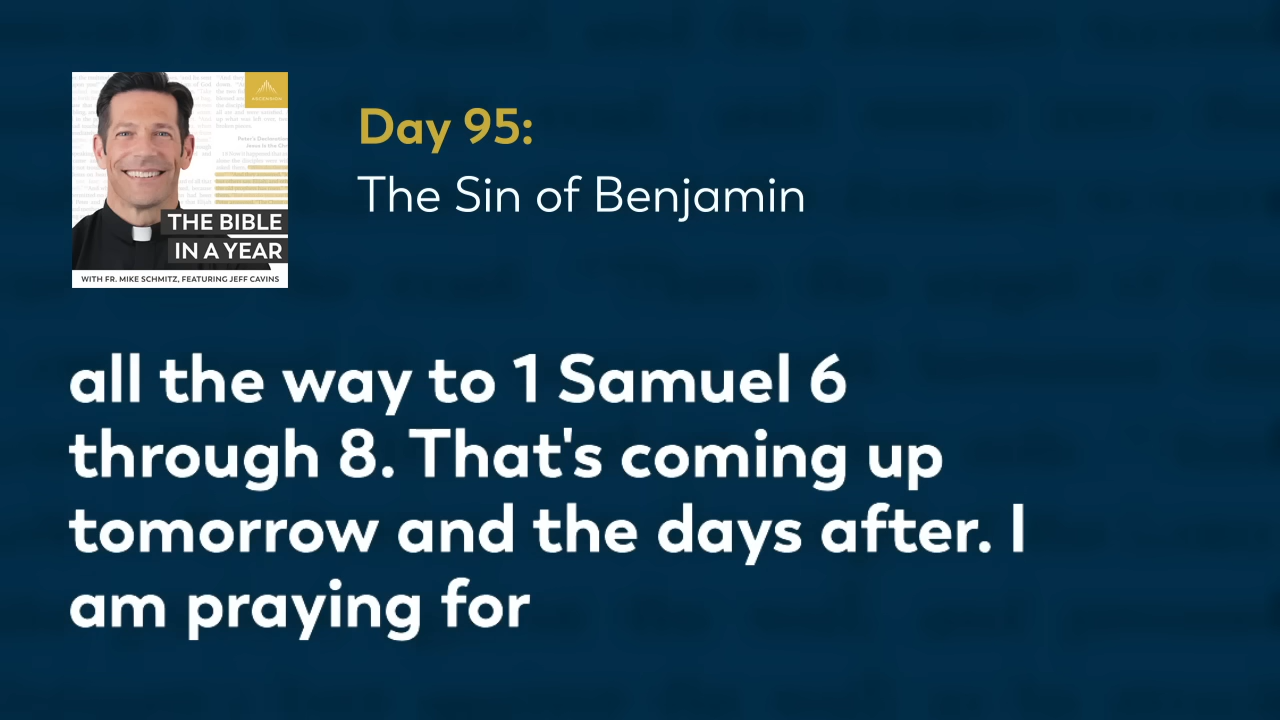 ASCENSION
THE BIBLE
IN A YEAR
WITH FR. MIKE SCHMITZ, FEATURING JEFF CAVINS
Day 95:
The Sin of Benjamin
all the way to 1 Samuel 6
through 8. That's coming up
tomorrow and the days after. I
am praying for